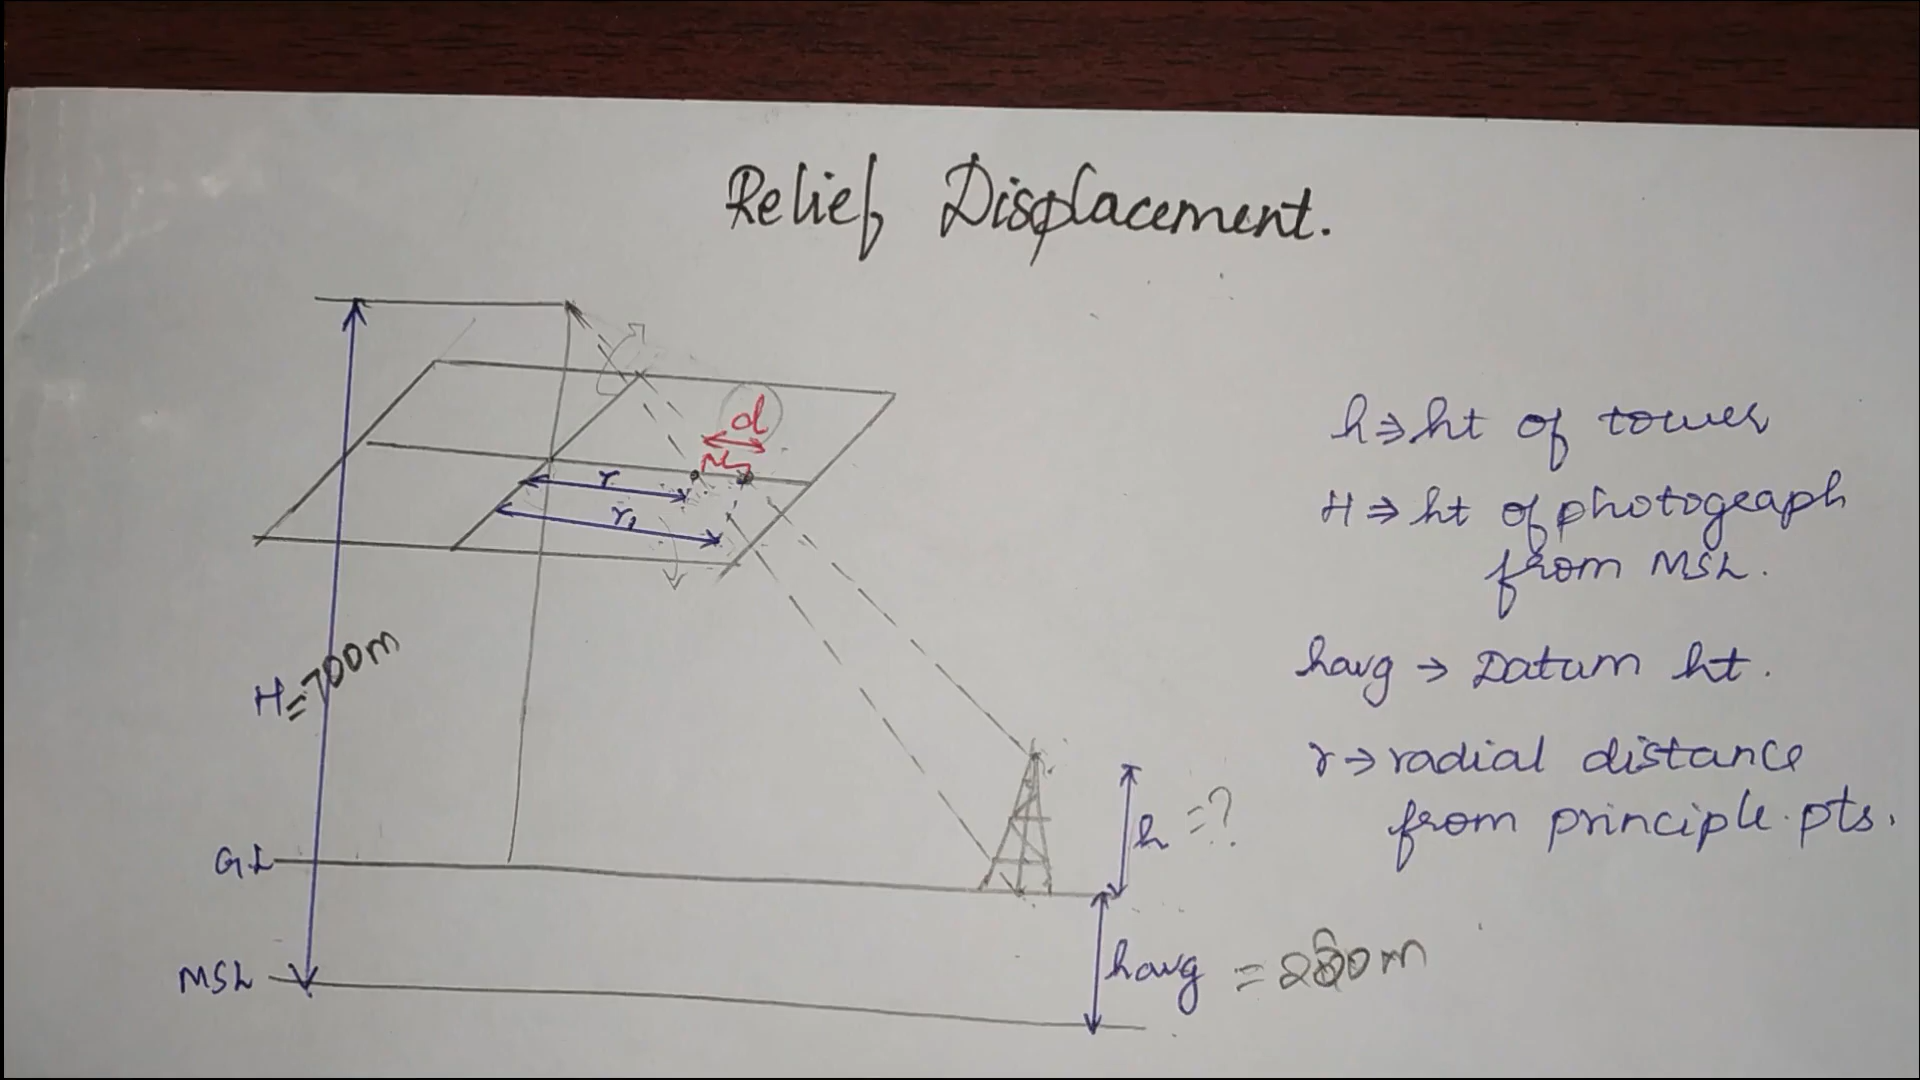 Relief Displacement.
d
r
r₁
H=700m
h=?
GL
MSL
havg =
h⇒ht of tower
H⇒ht of photogeaph
from MSL.
havg → Datum ht.
r→radial distance
from principle pts.